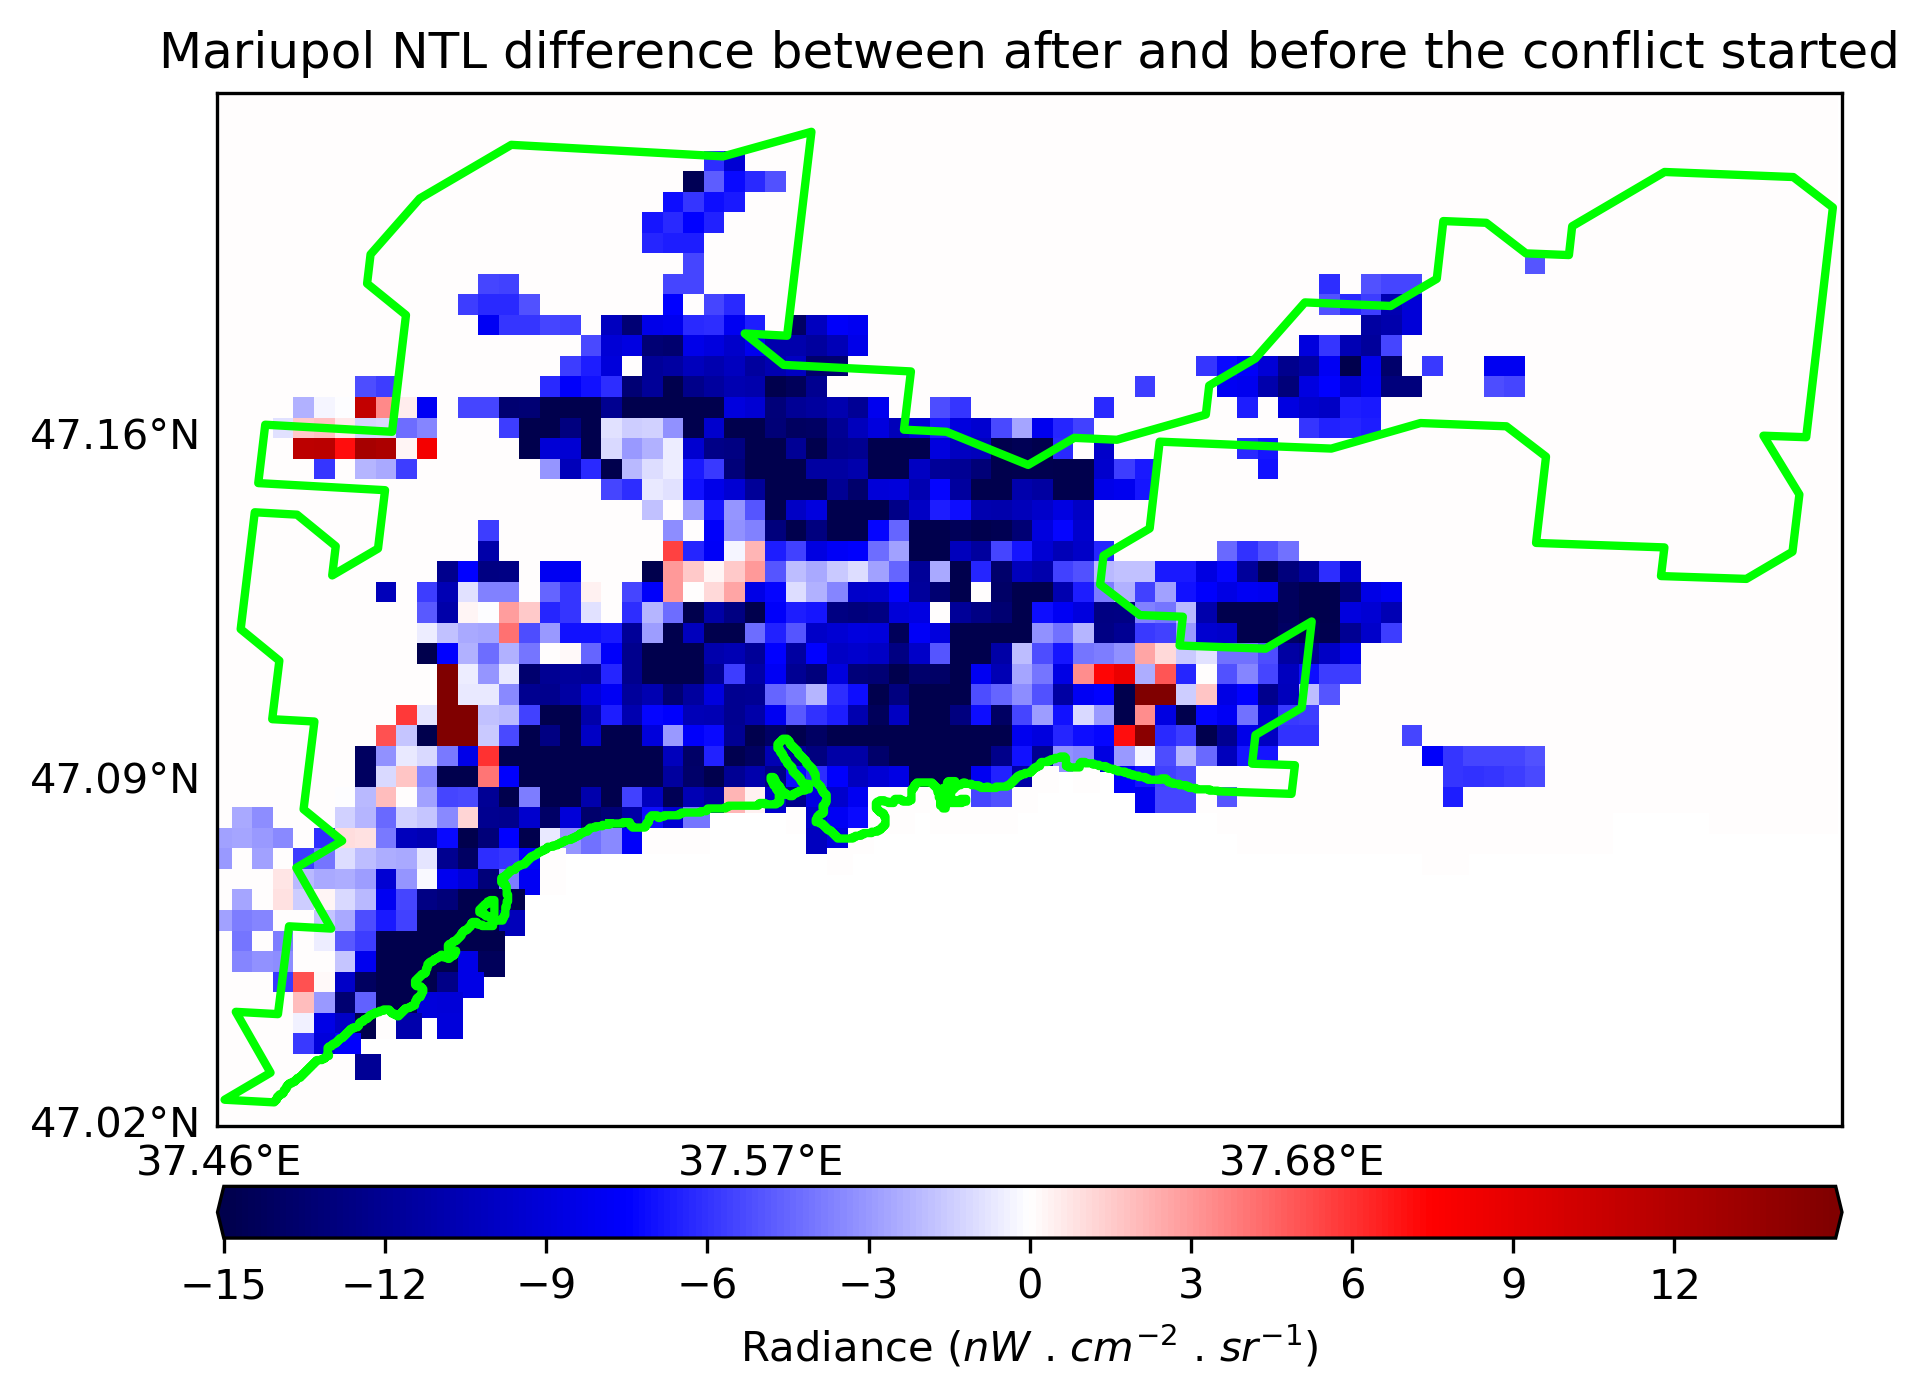 Mariupol NTL difference between after and before the conflict started
47.16°N
47.09°N
47.02°N
37.46°E 37.57°E 37.68°E
−15 −12 −9 −6 −3 0 3 6 9 12
Radiance (nW . cm⁻² . sr⁻¹)